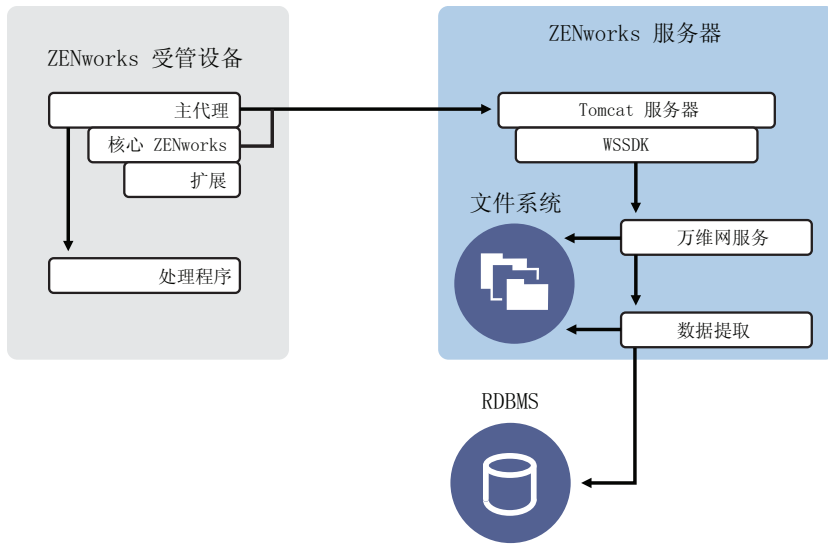 ZENworks 受管设备
主代理
核心 ZENworks
扩展
处理程序
ZENworks 服务器
Tomcat 服务器
WSSDK
文件系统
万维网服务
数据提取
RDBMS